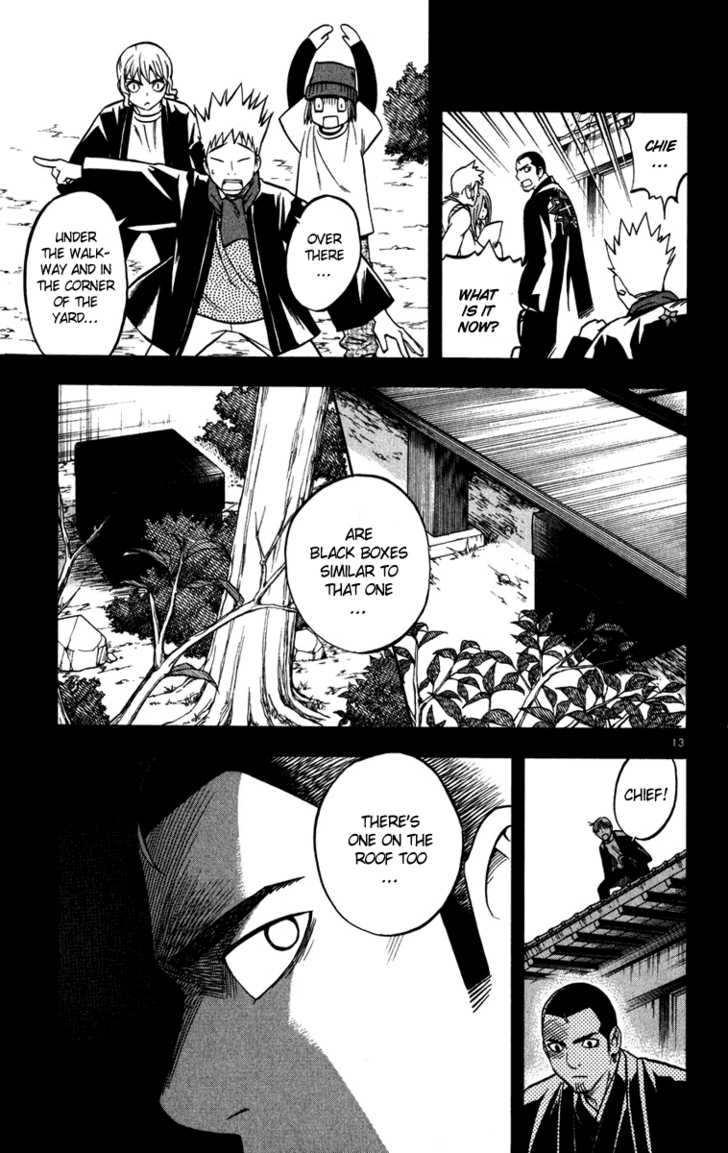 CHIE
...
WHAT
IS IT
NOW?
OVER
THERE
...
UNDER
THE WALK-
WAY AND IN
THE CORNER
OF THE
YARD...
ARE
BLACK BOXES
SIMILAR TO
THAT ONE
...
13
CHIEF!
THERE'S
ONE ON THE
ROOF TOO
...